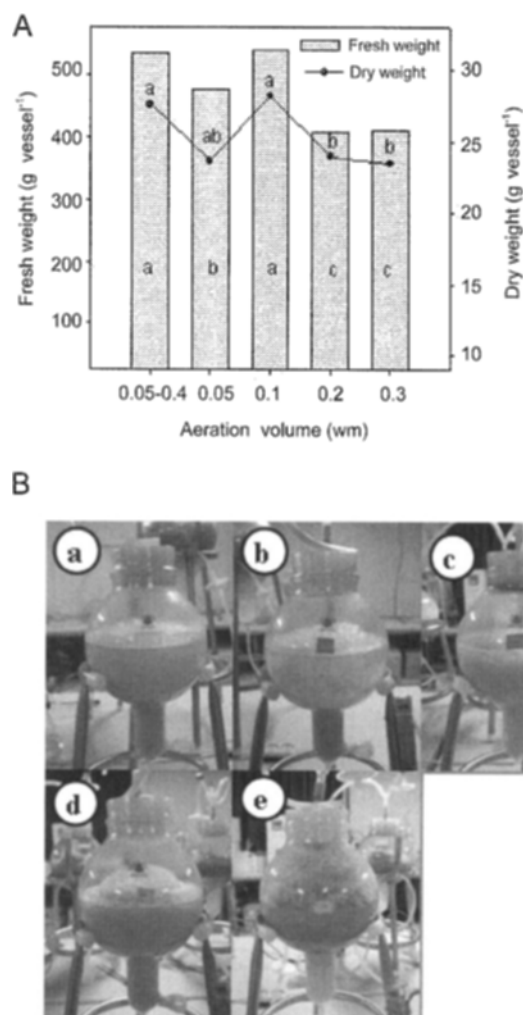 A
Fresh weight
Dry weight
500
400
300
200
100
Fresh weight (g vessel⁻¹)
30
25
20
15
10
Dry weight (g vessel⁻¹)
a
ab
a
b
b
a
b
a
c
c
0.05-0.4 0.05 0.1 0.2 0.3
Aeration volume (wm)
B
a
b
c
d
e